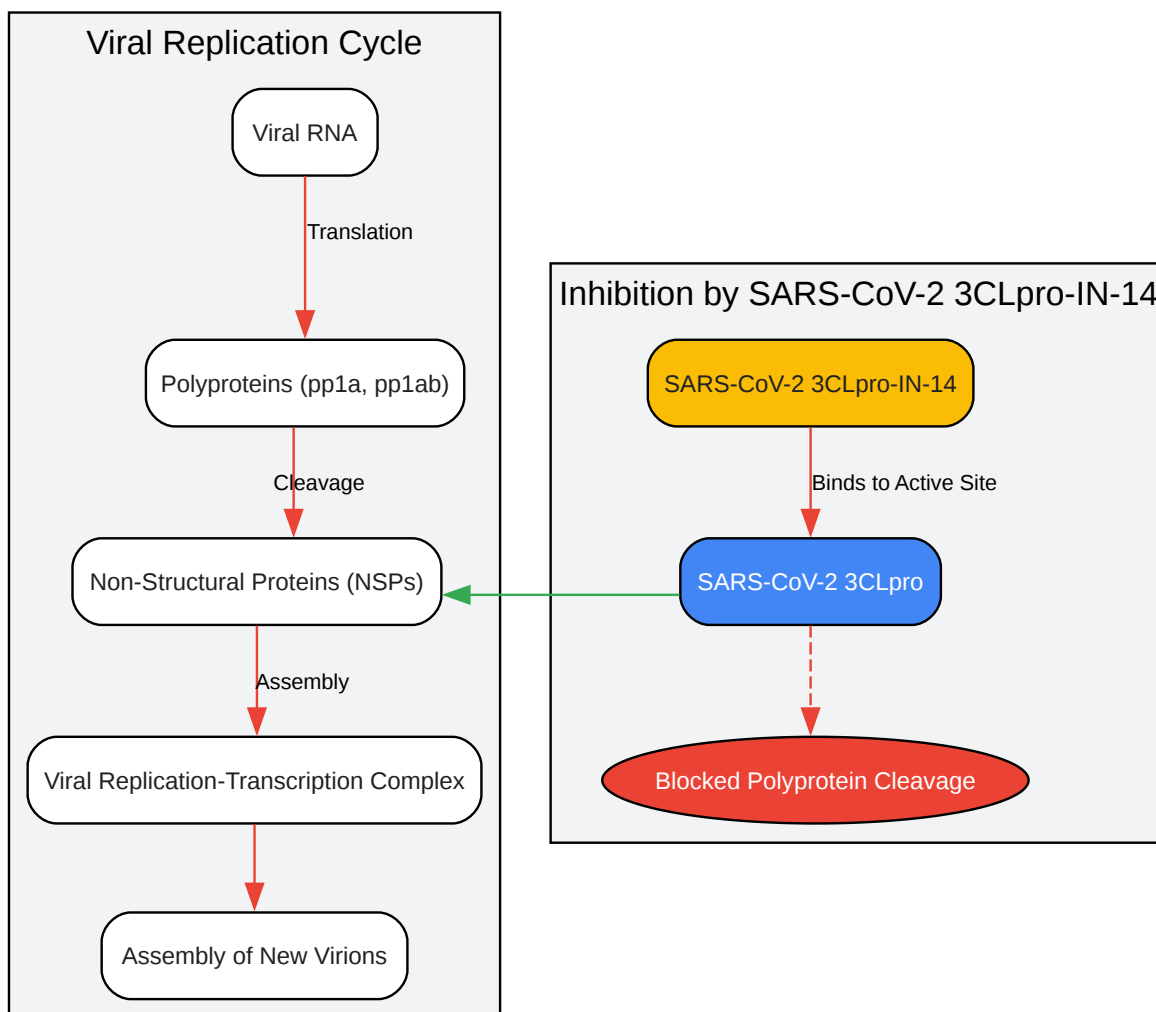 Viral Replication Cycle
Viral RNA
Translation
Polyproteins (pp1a, pp1ab)
Cleavage
Non-Structural Proteins (NSPs)
Assembly
Viral Replication-Transcription Complex
Assembly of New Virions
Inhibition by SARS-CoV-2 3CLpro-IN-14
SARS-CoV-2 3CLpro-IN-14
Binds to Active Site
SARS-CoV-2 3CLpro
Blocked Polyprotein Cleavage